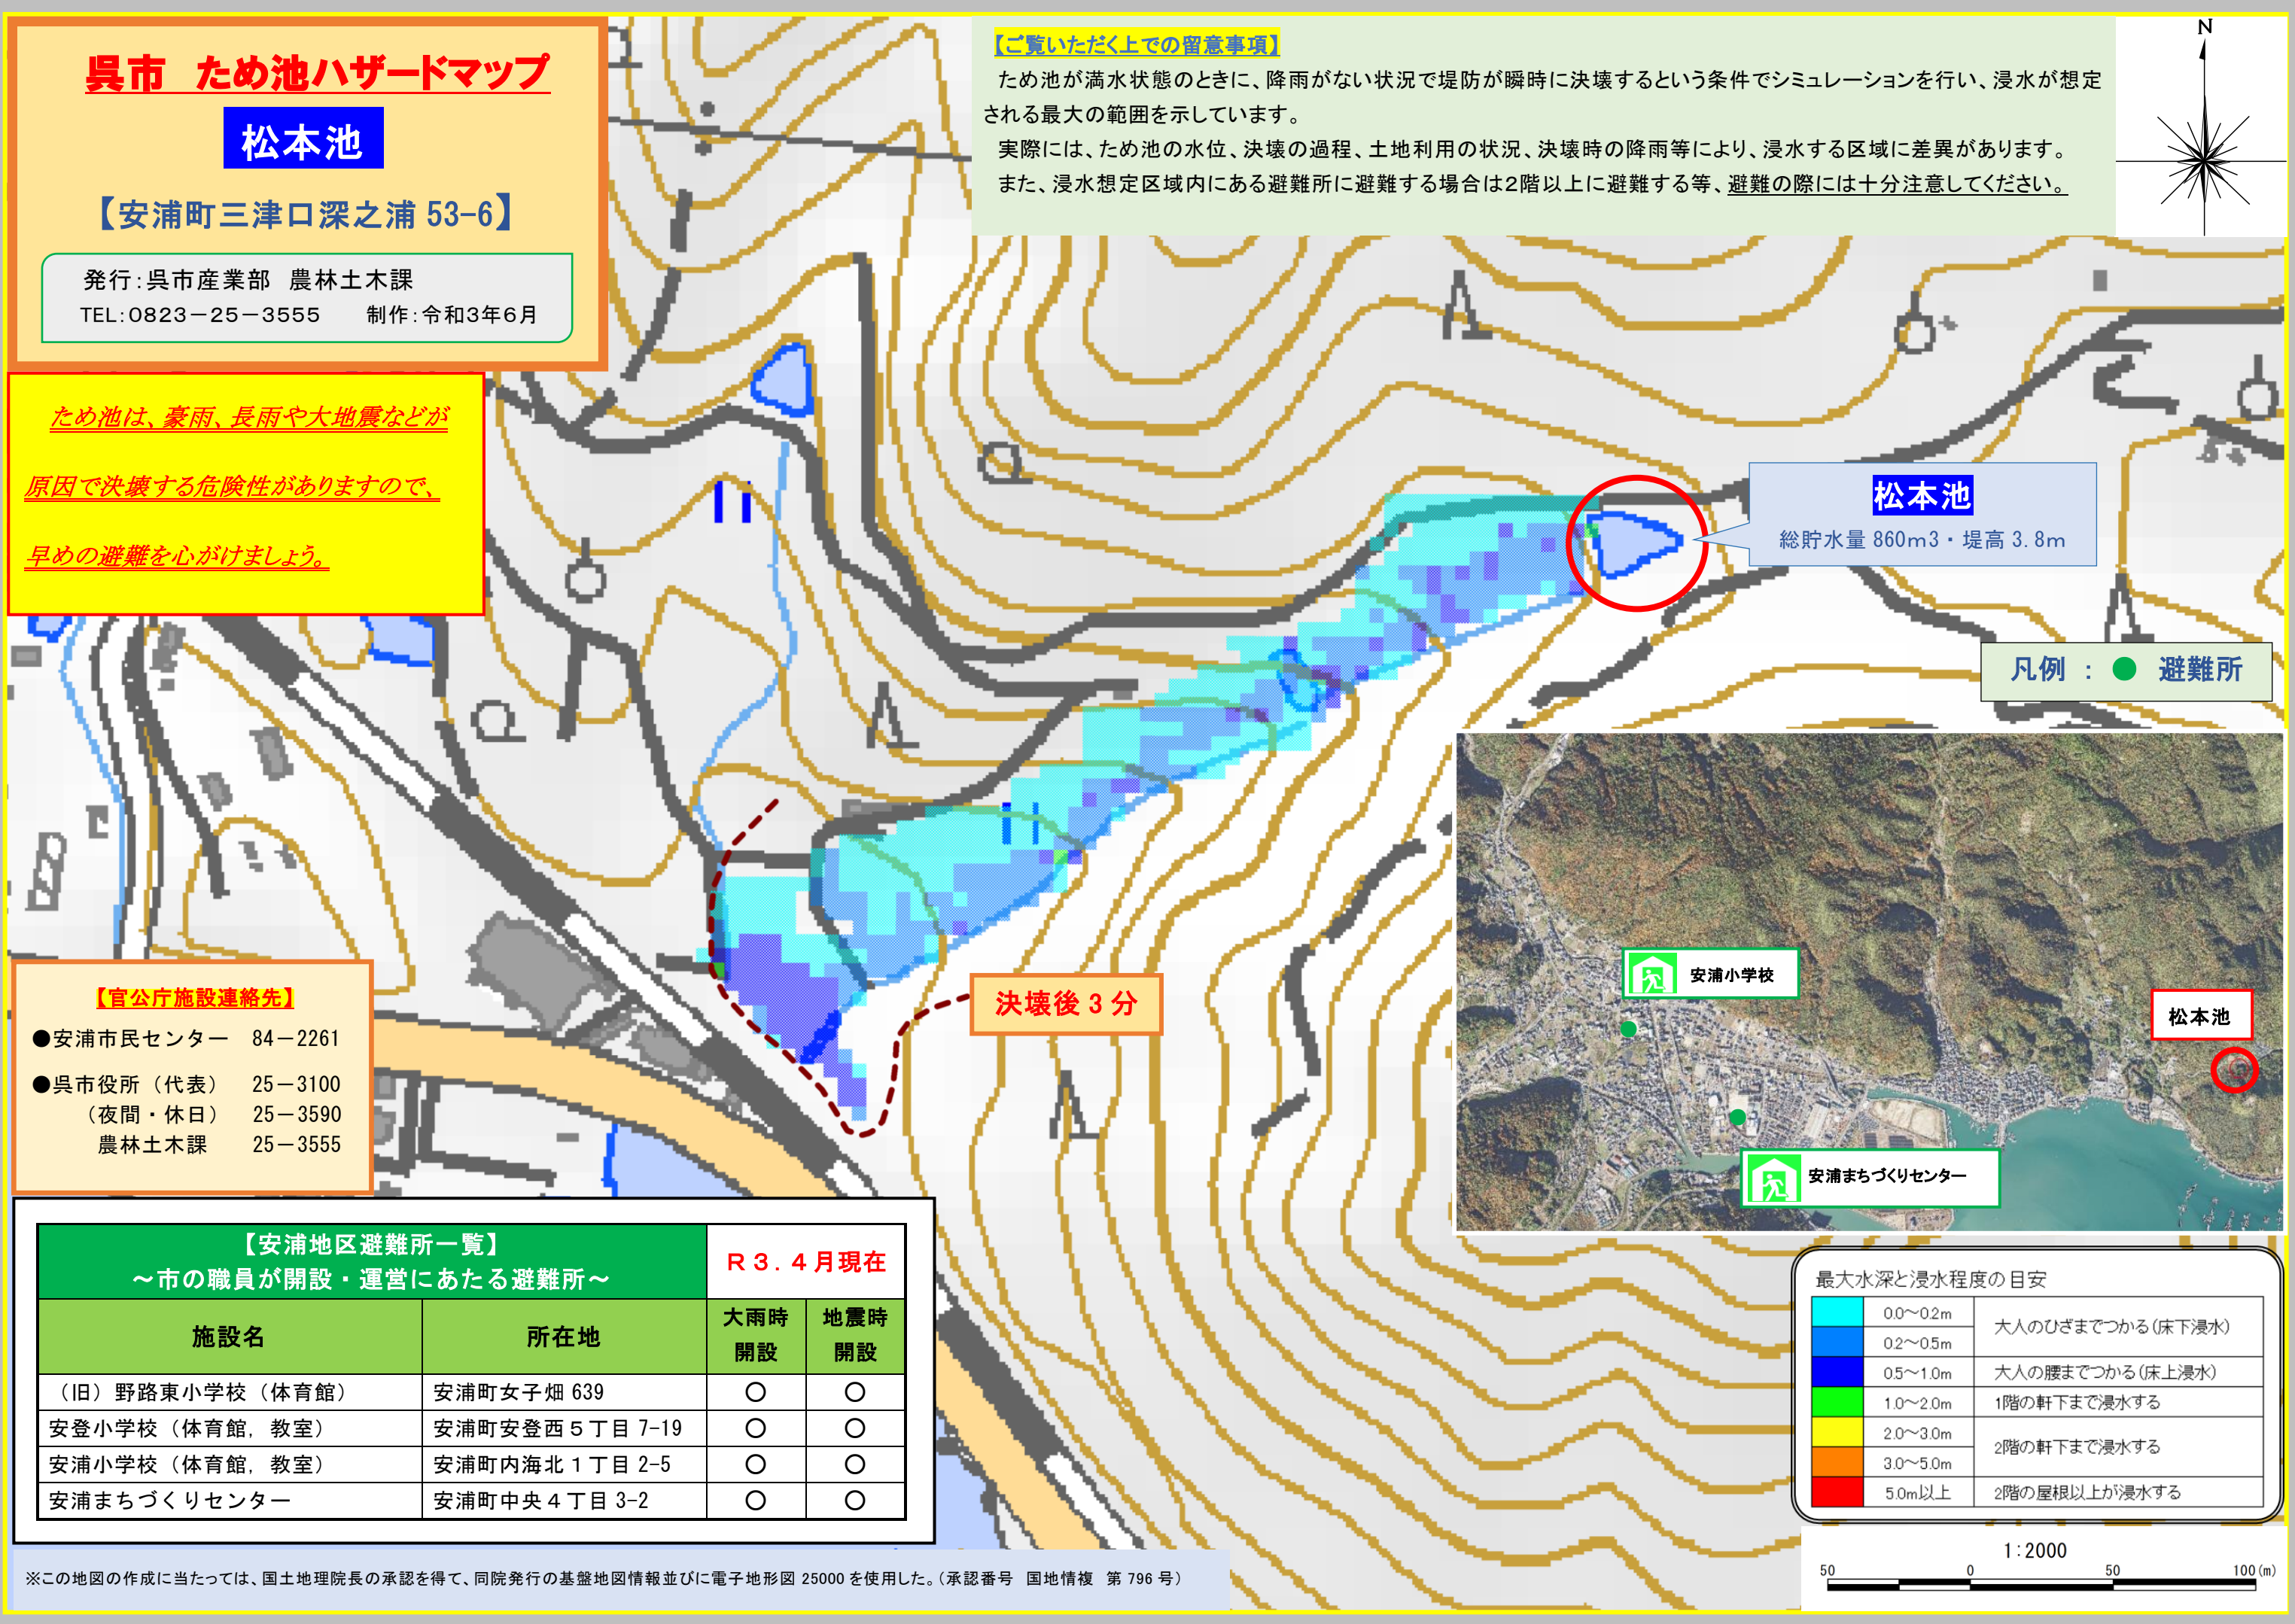 呉市　ため池ハザードマップ
松本池
【安浦町三津口深之浦 53-6】
発行：呉市産業部　農林土木課
TEL：0823－25－3555　　制作：令和3年6月
ため池は、豪雨、長雨や大地震などが
原因で決壊する危険性がありますので、
早めの避難を心がけましょう。
【ご覧いただく上での留意事項】
ため池が満水状態のときに、降雨がない状況で堤防が瞬時に決壊するという条件でシミュレーションを行い、浸水が想定
される最大の範囲を示しています。
実際には、ため池の水位、決壊の過程、土地利用の状況、決壊時の降雨等により、浸水する区域に差異があります。
また、浸水想定区域内にある避難所に避難する場合は2階以上に避難する等、避難の際には十分注意してください。
N
松本池
総貯水量 860m3・堤高 3.8m
凡例 ： ● 避難所
安浦小学校
松本池
安浦まちづくりセンター
決壊後 3 分
【官公庁施設連絡先】
●安浦市民センター　84－2261
●呉市役所（代表）　25－3100
（夜間・休日）　25－3590
農林土木課　25－3555
【安浦地区避難所一覧】
～市の職員が開設・運営にあたる避難所～
Ｒ３．４月現在
施設名　所在地　大雨時開設　地震時開設
（旧）野路東小学校（体育館）　安浦町女子畑 639　○　○
安登小学校（体育館，教室）　安浦町安登西５丁目 7-19　○　○
安浦小学校（体育館，教室）　安浦町内海北１丁目 2-5　○　○
安浦まちづくりセンター　安浦町中央４丁目 3-2　○　○
最大水深と浸水程度の目安
0.0～0.2m　大人のひざまでつかる（床下浸水）
0.2～0.5m
0.5～1.0m　大人の腰までつかる（床上浸水）
1.0～2.0m　1階の軒下まで浸水する
2.0～3.0m　2階の軒下まで浸水する
3.0～5.0m
5.0m以上　2階の屋根以上が浸水する
1：2000
50　0　50　100(m)
※この地図の作成に当たっては、国土地理院長の承認を得て、同院発行の基盤地図情報並びに電子地形図 25000 を使用した。（承認番号　国地情複　第 796 号）